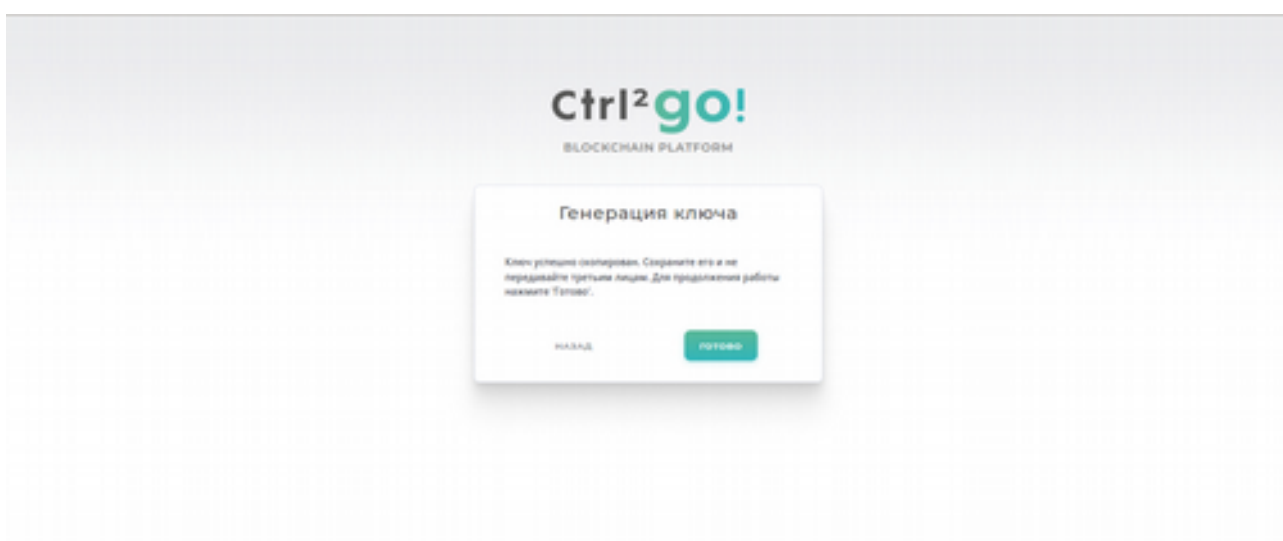 Ctrl²go!
BLOCKCHAIN PLATFORM
Генерация ключа
Ключ успешно скопирован. Сохраните его и не
передавайте третьим лицам. Для продолжения работы
нажмите 'Готово'.
НАЗАД
ГОТОВО